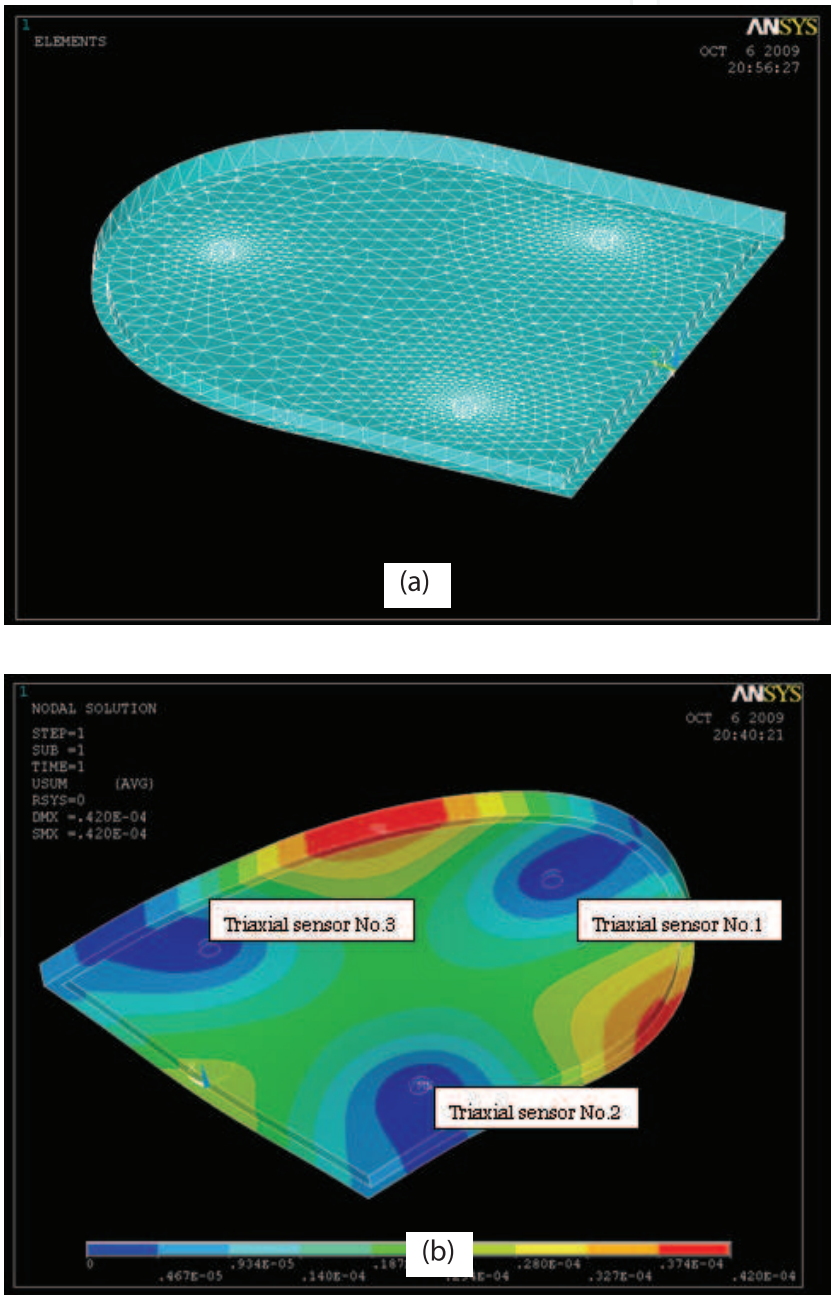 1
ELEMENTS
ANSYS
OCT 6 2009
20:56:27
(a)
1
NODAL SOLUTION
STEP=1
SUB =1
TIME=1
USUM (AVG)
RSYS=0
DMX =.420E-04
SMX =.420E-04
ANSYS
OCT 6 2009
20:40:21
Triaxial sensor No.3
Triaxial sensor No.1
Triaxial sensor No.2
(b)
0 .934E-05 .187 .280E-04 .374E-04
.467E-05 .140E-04 .327E-04 .420E-04